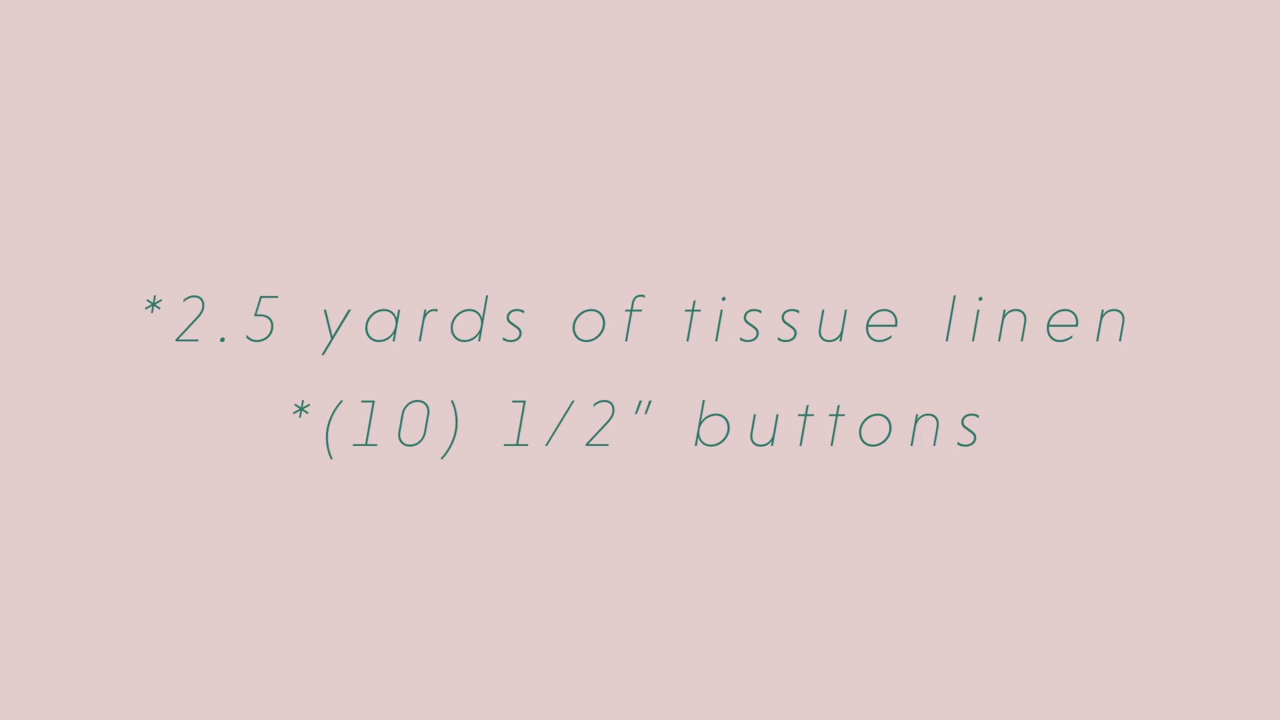 *2.5 yards of tissue linen
*(10) 1/2" buttons